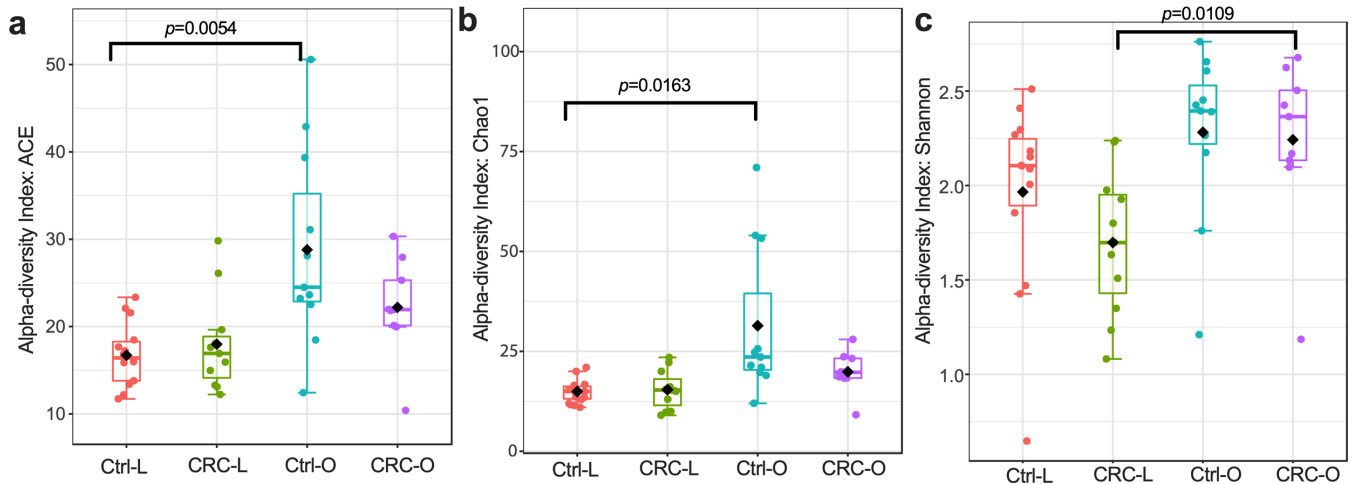 a
p=0.0054
Alpha-diversity Index: ACE
50
40
30
20
10
Ctrl-L CRC-L Ctrl-O CRC-O
b
p=0.0163
Alpha-diversity Index: Chao1
100
75
50
25
0
Ctrl-L CRC-L Ctrl-O CRC-O
c
p=0.0109
Alpha-diversity Index: Shannon
2.5
2.0
1.5
1.0
Ctrl-L CRC-L Ctrl-O CRC-O